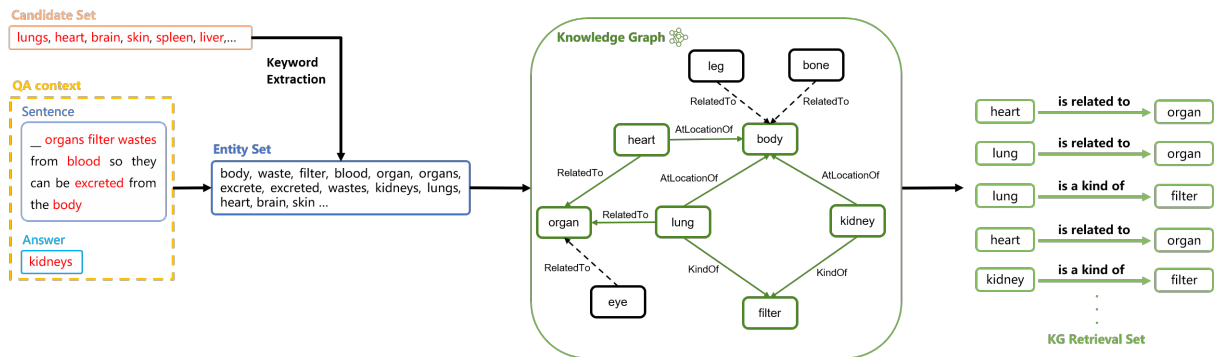 Candidate Set
lungs, heart, brain, skin, spleen, liver,...
Keyword
Extraction
QA context
Sentence
__ organs filter wastes
from blood so they
can be excreted from
the body
Answer
kidneys
Entity Set
body, waste, filter, blood, organ, organs,
excrete, excreted, wastes, kidneys, lungs,
heart, brain, skin ...
Knowledge Graph
leg
bone
RelatedTo
RelatedTo
heart
AtLocationOf
body
RelatedTo
AtLocationOf
AtLocationOf
organ
RelatedTo
lung
kidney
RelatedTo
KindOf
KindOf
eye
filter
heart
is related to
organ
lung
is related to
organ
lung
is a kind of
filter
heart
is related to
organ
kidney
is a kind of
filter
KG Retrieval Set